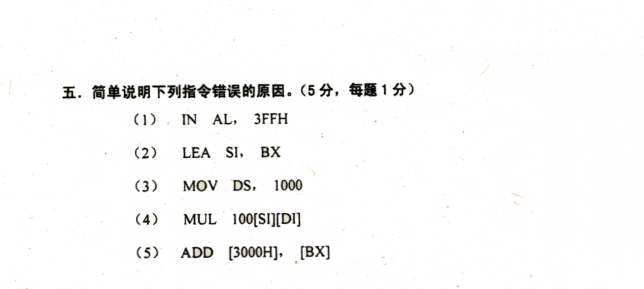 五．简单说明下列指令错误的原因。（5分，每题1分）
（1） IN AL， 3FFH
（2） LEA SI， BX
（3） MOV DS， 1000
（4） MUL 100[SI][DI]
（5） ADD [3000H]， [BX]